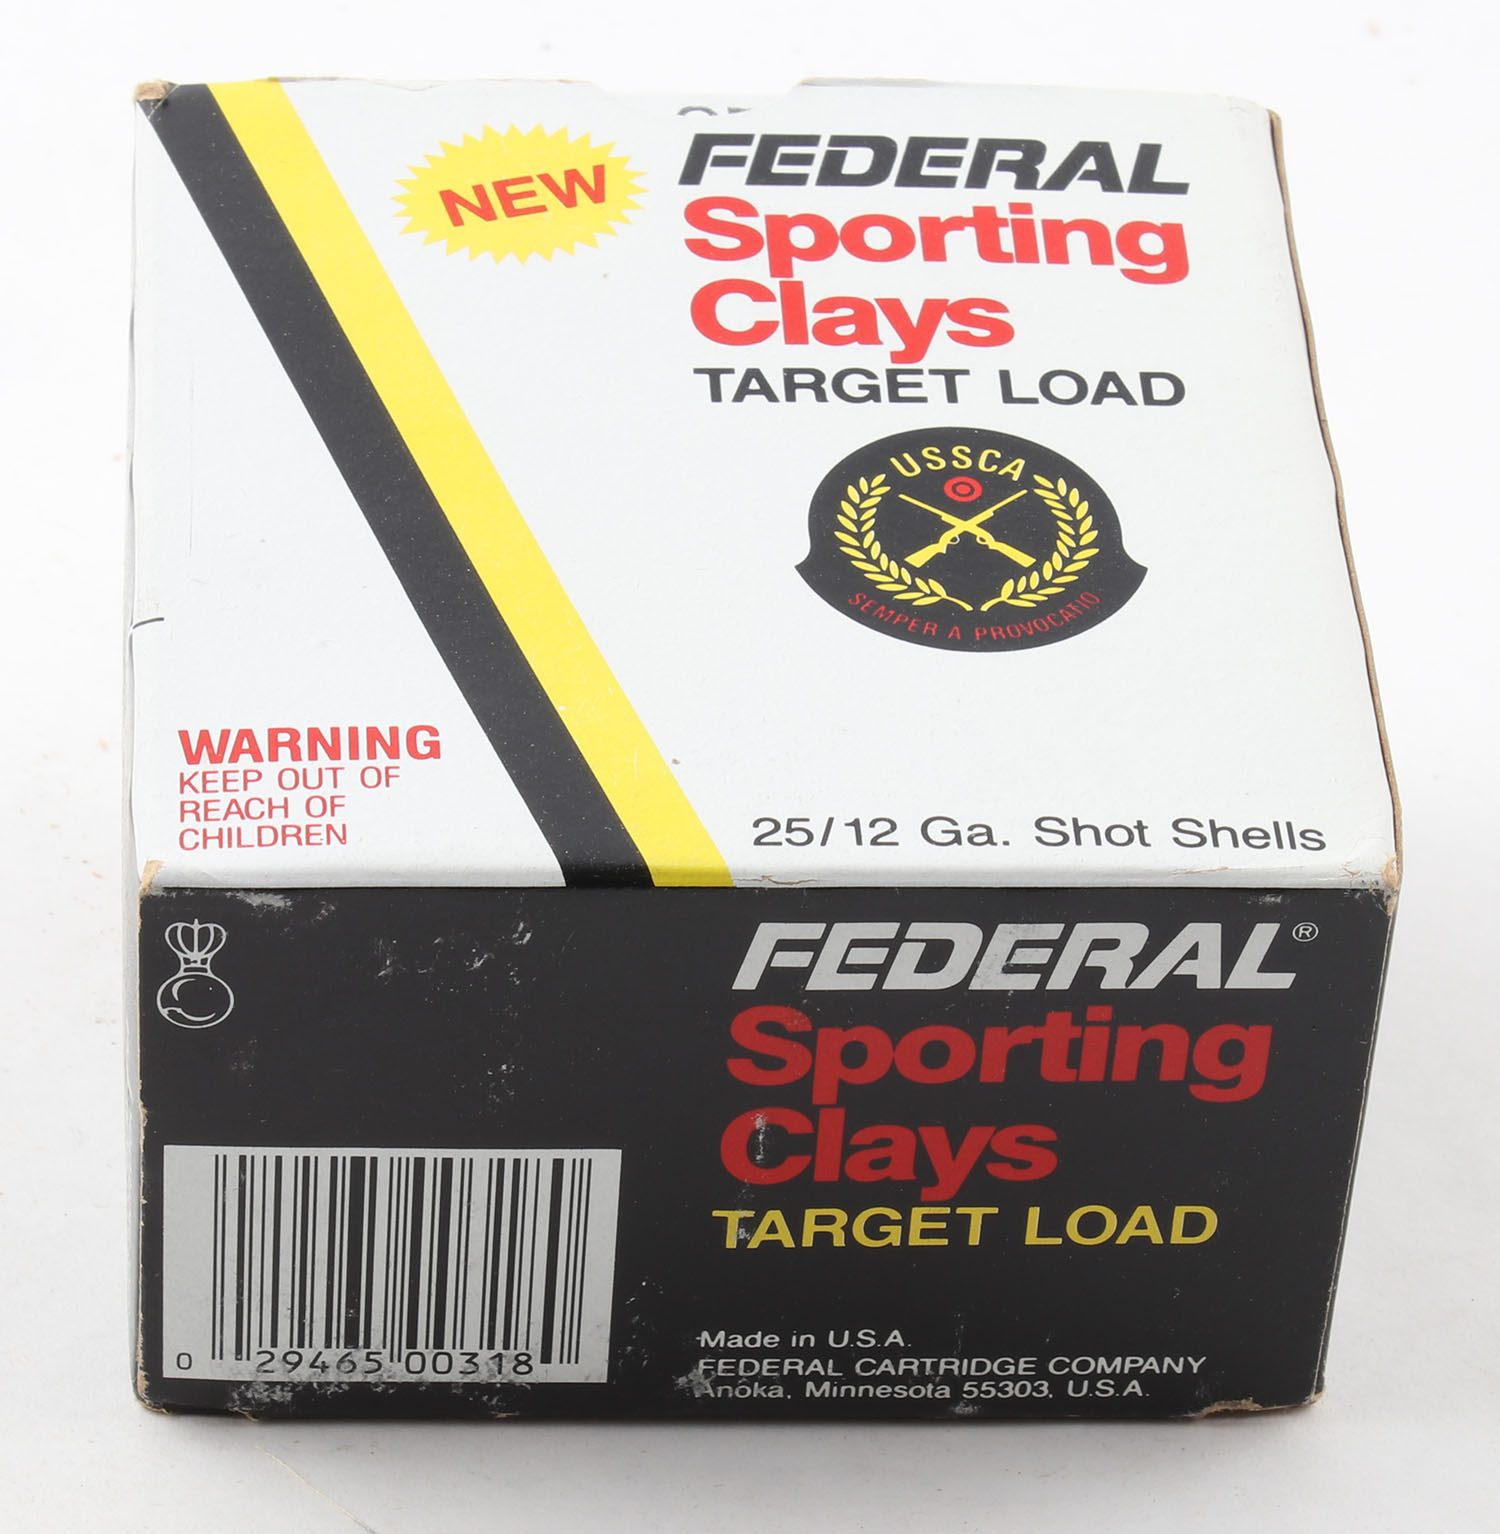 NEW
FEDERAL
Sporting
Clays
TARGET LOAD
USSCA
SEMPER A PROVOCATIO
WARNING
KEEP OUT OF
REACH OF
CHILDREN
25/12 Ga. Shot Shells
FEDERAL®
Sporting
Clays
TARGET LOAD
0 29465 00318
Made in U.S.A.
FEDERAL CARTRIDGE COMPANY
Anoka, Minnesota 55303, U.S.A.